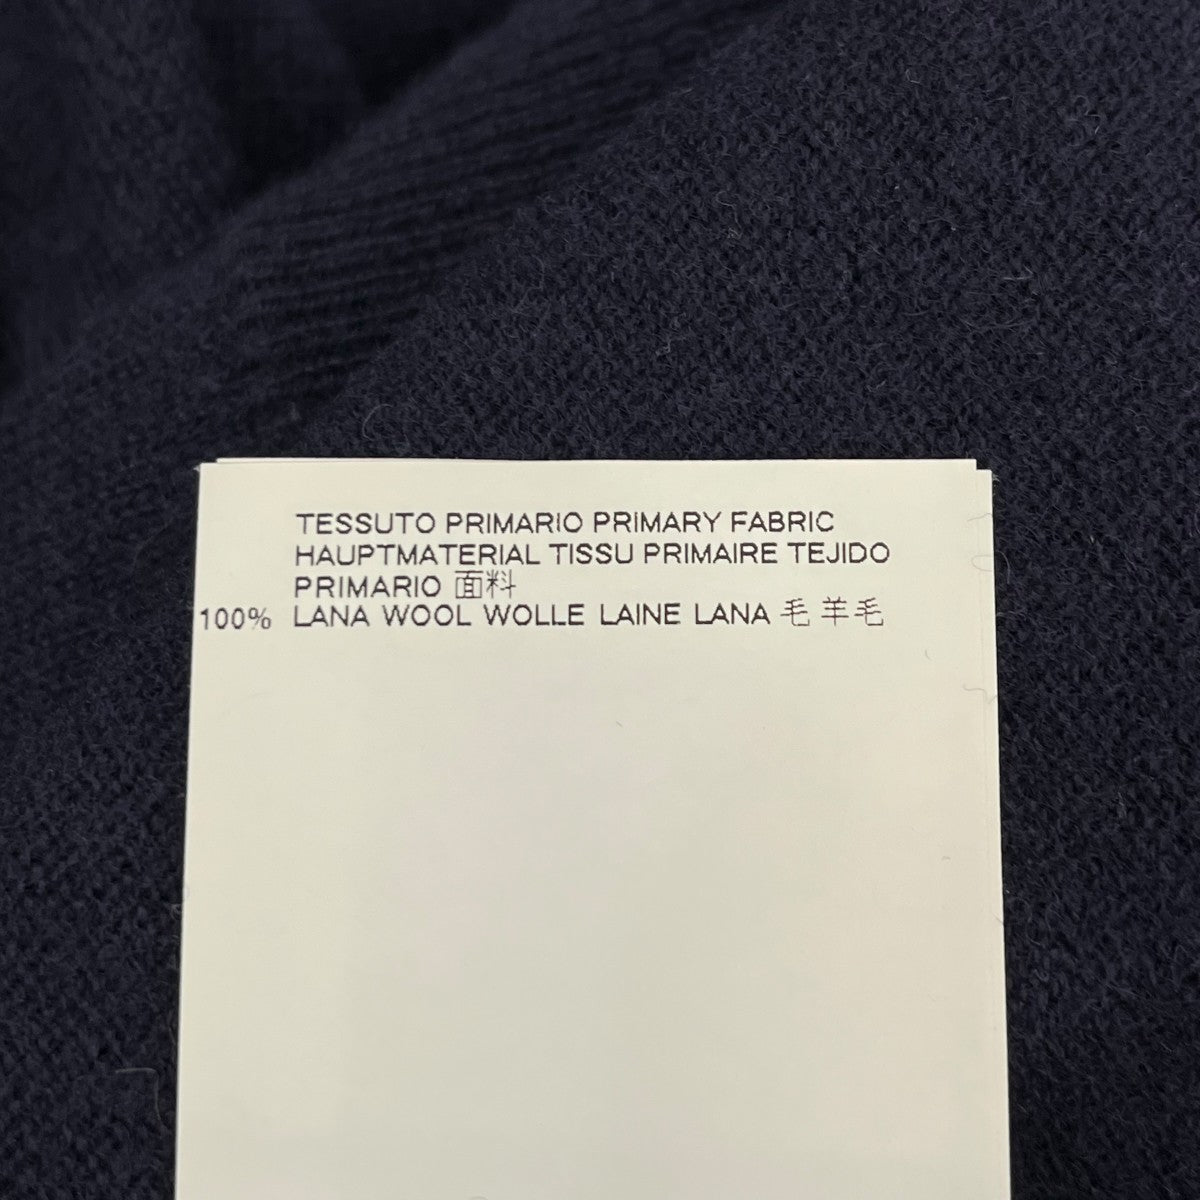 TESSUTO PRIMARIO PRIMARY FABRIC
HAUPTMATERIAL TISSU PRIMAIRE TEJIDO
PRIMARIO 面料
100% LANA WOOL WOLLE LAINE LANA 毛 羊毛